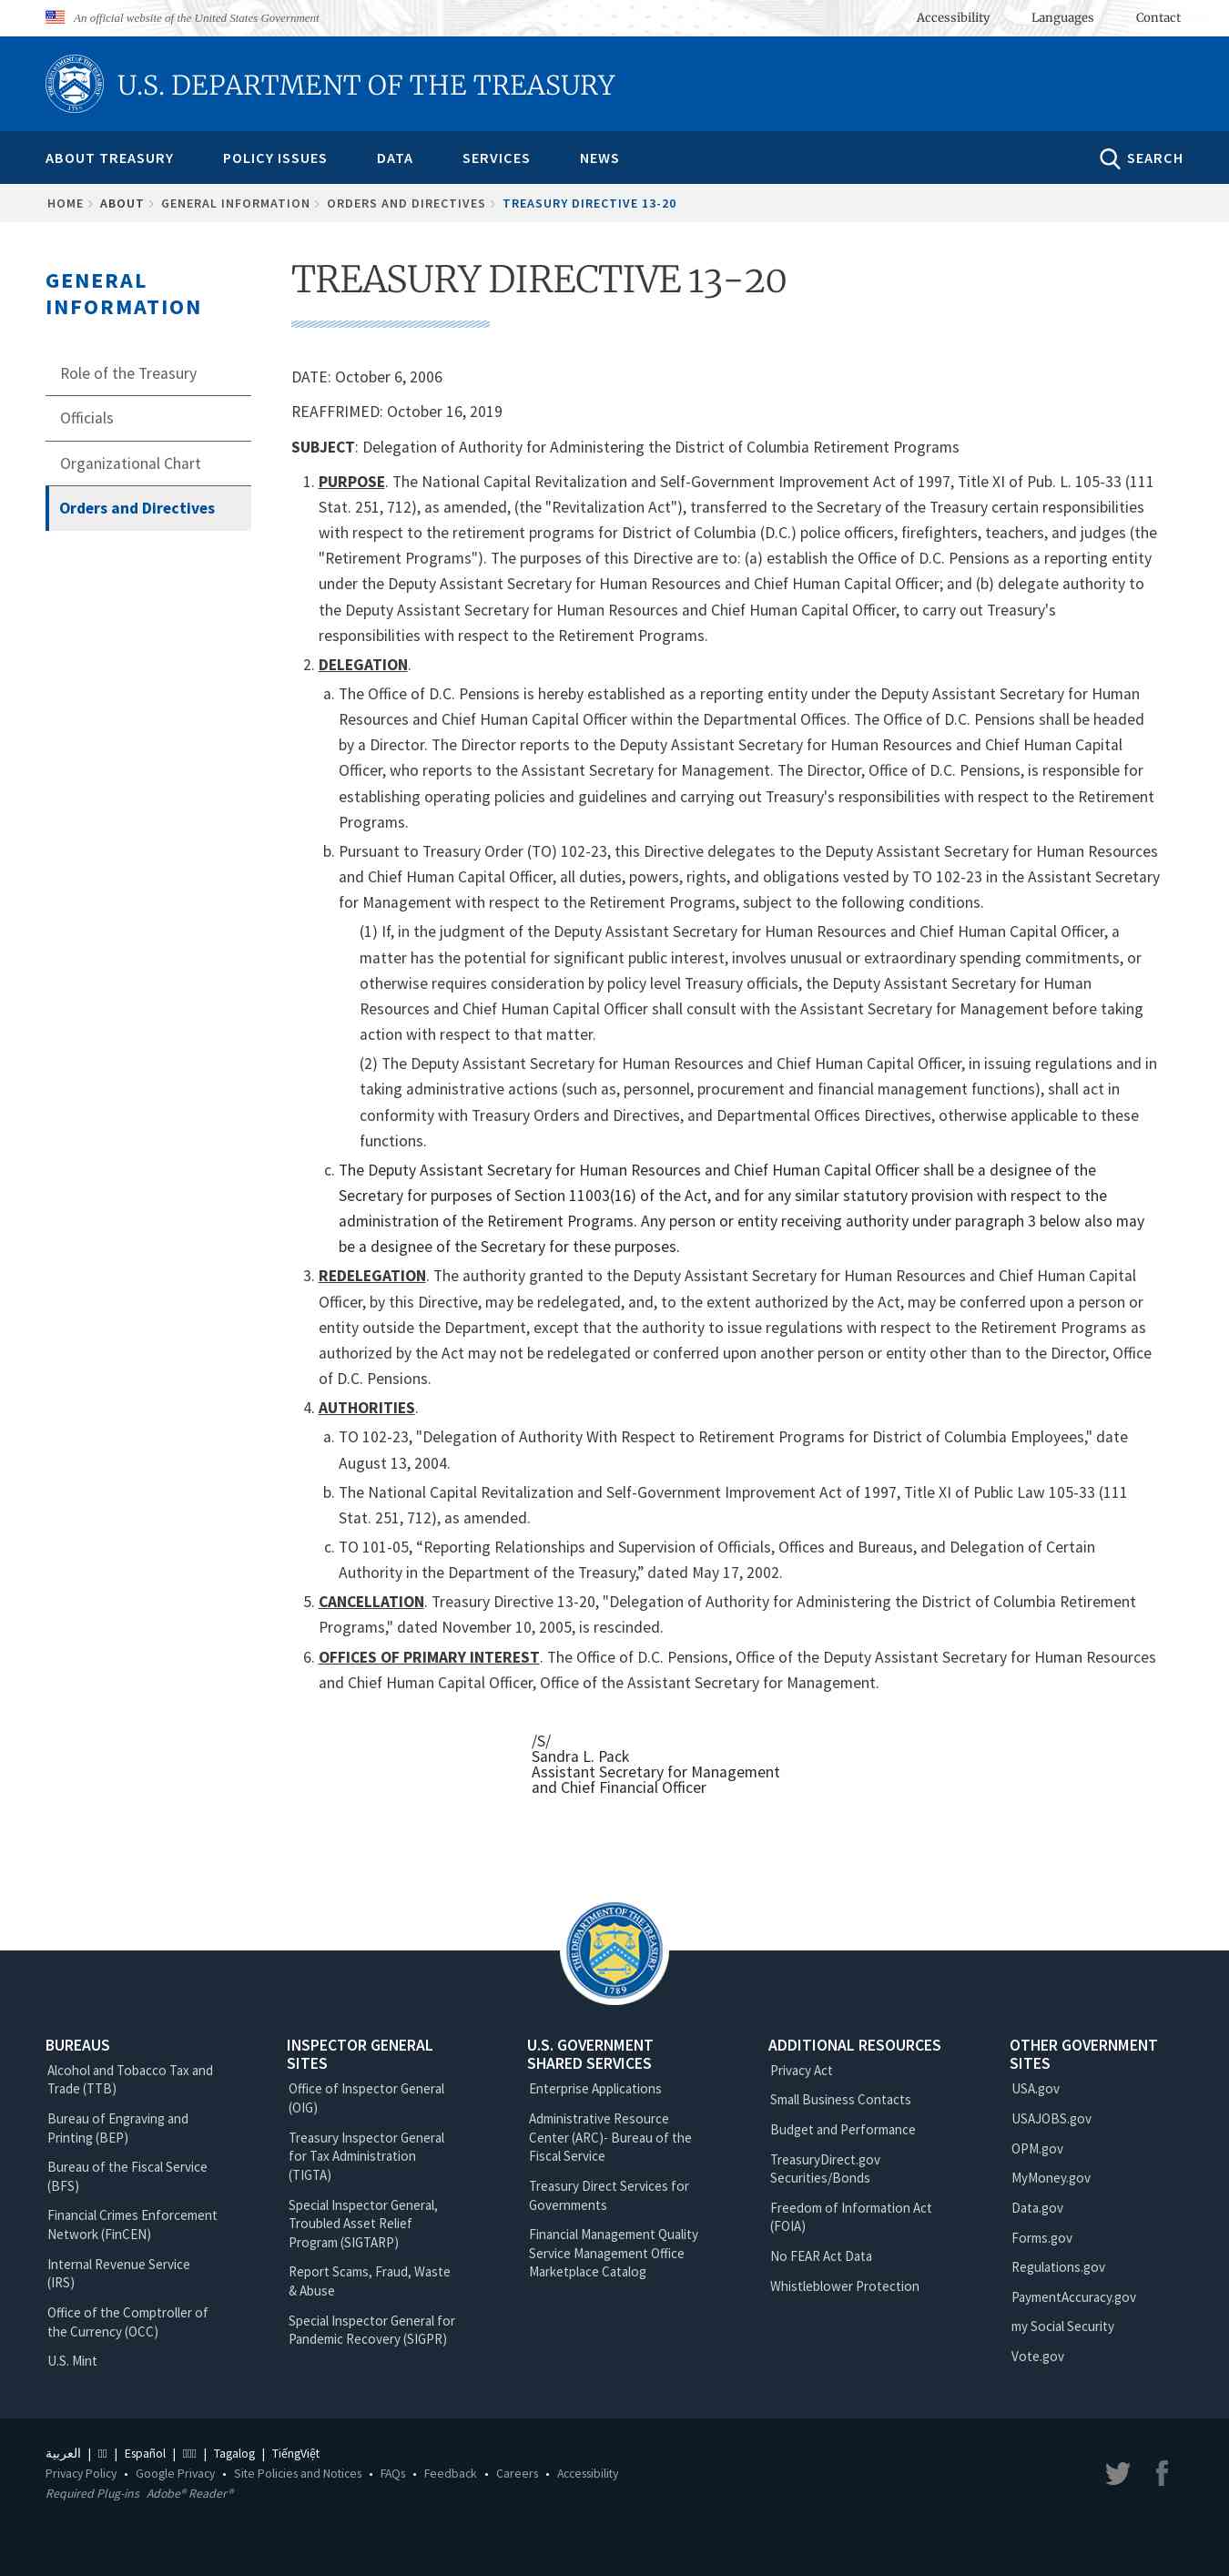 An official website of the United States Government
Accessibility Languages Contact
U.S. DEPARTMENT OF THE TREASURY
ABOUT TREASURY POLICY ISSUES DATA SERVICES NEWS SEARCH
HOME ABOUT GENERAL INFORMATION ORDERS AND DIRECTIVES TREASURY DIRECTIVE 13-20
GENERAL
INFORMATION
Role of the Treasury
Officials
Organizational Chart
Orders and Directives
TREASURY DIRECTIVE 13-20
DATE: October 6, 2006
REAFFRIMED: October 16, 2019
SUBJECT: Delegation of Authority for Administering the District of Columbia Retirement Programs
1. PURPOSE. The National Capital Revitalization and Self-Government Improvement Act of 1997, Title XI of Pub. L. 105-33 (111
Stat. 251, 712), as amended, (the "Revitalization Act"), transferred to the Secretary of the Treasury certain responsibilities
with respect to the retirement programs for District of Columbia (D.C.) police officers, firefighters, teachers, and judges (the
"Retirement Programs"). The purposes of this Directive are to: (a) establish the Office of D.C. Pensions as a reporting entity
under the Deputy Assistant Secretary for Human Resources and Chief Human Capital Officer; and (b) delegate authority to
the Deputy Assistant Secretary for Human Resources and Chief Human Capital Officer, to carry out Treasury's
responsibilities with respect to the Retirement Programs.
2. DELEGATION.
a. The Office of D.C. Pensions is hereby established as a reporting entity under the Deputy Assistant Secretary for Human
Resources and Chief Human Capital Officer within the Departmental Offices. The Office of D.C. Pensions shall be headed
by a Director. The Director reports to the Deputy Assistant Secretary for Human Resources and Chief Human Capital
Officer, who reports to the Assistant Secretary for Management. The Director, Office of D.C. Pensions, is responsible for
establishing operating policies and guidelines and carrying out Treasury's responsibilities with respect to the Retirement
Programs.
b. Pursuant to Treasury Order (TO) 102-23, this Directive delegates to the Deputy Assistant Secretary for Human Resources
and Chief Human Capital Officer, all duties, powers, rights, and obligations vested by TO 102-23 in the Assistant Secretary
for Management with respect to the Retirement Programs, subject to the following conditions.
(1) If, in the judgment of the Deputy Assistant Secretary for Human Resources and Chief Human Capital Officer, a
matter has the potential for significant public interest, involves unusual or extraordinary spending commitments, or
otherwise requires consideration by policy level Treasury officials, the Deputy Assistant Secretary for Human
Resources and Chief Human Capital Officer shall consult with the Assistant Secretary for Management before taking
action with respect to that matter.
(2) The Deputy Assistant Secretary for Human Resources and Chief Human Capital Officer, in issuing regulations and in
taking administrative actions (such as, personnel, procurement and financial management functions), shall act in
conformity with Treasury Orders and Directives, and Departmental Offices Directives, otherwise applicable to these
functions.
c. The Deputy Assistant Secretary for Human Resources and Chief Human Capital Officer shall be a designee of the
Secretary for purposes of Section 11003(16) of the Act, and for any similar statutory provision with respect to the
administration of the Retirement Programs. Any person or entity receiving authority under paragraph 3 below also may
be a designee of the Secretary for these purposes.
3. REDELEGATION. The authority granted to the Deputy Assistant Secretary for Human Resources and Chief Human Capital
Officer, by this Directive, may be redelegated, and, to the extent authorized by the Act, may be conferred upon a person or
entity outside the Department, except that the authority to issue regulations with respect to the Retirement Programs as
authorized by the Act may not be redelegated or conferred upon another person or entity other than to the Director, Office
of D.C. Pensions.
4. AUTHORITIES.
a. TO 102-23, "Delegation of Authority With Respect to Retirement Programs for District of Columbia Employees," date
August 13, 2004.
b. The National Capital Revitalization and Self-Government Improvement Act of 1997, Title XI of Public Law 105-33 (111
Stat. 251, 712), as amended.
c. TO 101-05, “Reporting Relationships and Supervision of Officials, Offices and Bureaus, and Delegation of Certain
Authority in the Department of the Treasury,” dated May 17, 2002.
5. CANCELLATION. Treasury Directive 13-20, "Delegation of Authority for Administering the District of Columbia Retirement
Programs," dated November 10, 2005, is rescinded.
6. OFFICES OF PRIMARY INTEREST. The Office of D.C. Pensions, Office of the Deputy Assistant Secretary for Human Resources
and Chief Human Capital Officer, Office of the Assistant Secretary for Management.
/S/
Sandra L. Pack
Assistant Secretary for Management
and Chief Financial Officer
THE DEPARTMENT OF THE TREASURY
1789
BUREAUS
Alcohol and Tobacco Tax and
Trade (TTB)
Bureau of Engraving and
Printing (BEP)
Bureau of the Fiscal Service
(BFS)
Financial Crimes Enforcement
Network (FinCEN)
Internal Revenue Service
(IRS)
Office of the Comptroller of
the Currency (OCC)
U.S. Mint
INSPECTOR GENERAL
SITES
Office of Inspector General
(OIG)
Treasury Inspector General
for Tax Administration
(TIGTA)
Special Inspector General,
Troubled Asset Relief
Program (SIGTARP)
Report Scams, Fraud, Waste
& Abuse
Special Inspector General for
Pandemic Recovery (SIGPR)
U.S. GOVERNMENT
SHARED SERVICES
Enterprise Applications
Administrative Resource
Center (ARC)- Bureau of the
Fiscal Service
Treasury Direct Services for
Governments
Financial Management Quality
Service Management Office
Marketplace Catalog
ADDITIONAL RESOURCES
Privacy Act
Small Business Contacts
Budget and Performance
TreasuryDirect.gov
Securities/Bonds
Freedom of Information Act
(FOIA)
No FEAR Act Data
Whistleblower Protection
OTHER GOVERNMENT
SITES
USA.gov
USAJOBS.gov
OPM.gov
MyMoney.gov
Data.gov
Forms.gov
Regulations.gov
PaymentAccuracy.gov
my Social Security
Vote.gov
العربية | | Español | | Tagalog | TiếngViệt
Privacy Policy • Google Privacy • Site Policies and Notices • FAQs • Feedback • Careers • Accessibility
Required Plug-ins Adobe® Reader®